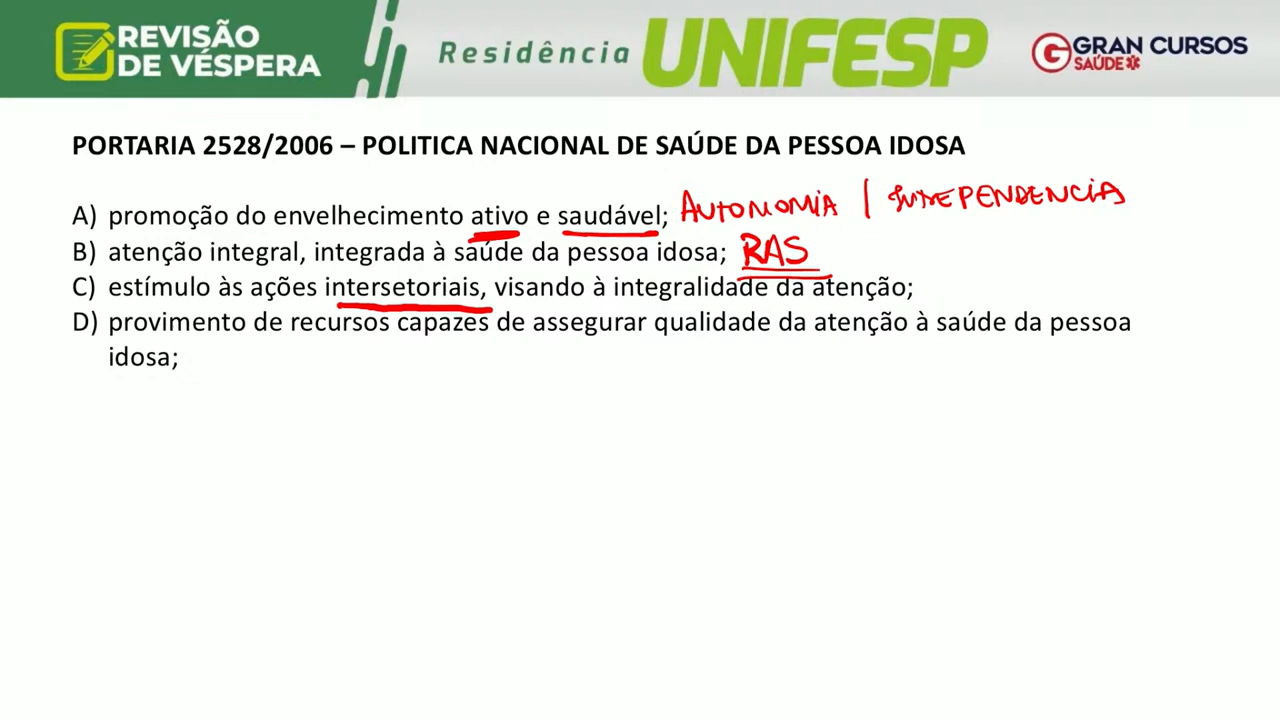 REVISÃO
DE VÉSPERA
Residência UNIFESP
GRAN CURSOS
SAÚDE
PORTARIA 2528/2006 – POLITICA NACIONAL DE SAÚDE DA PESSOA IDOSA
A) promoção do envelhecimento ativo e saudável; AUTONOMIA | INDEPENDENCIA
B) atenção integral, integrada à saúde da pessoa idosa; RAS
C) estímulo às ações intersetoriais, visando à integralidade da atenção;
D) provimento de recursos capazes de assegurar qualidade da atenção à saúde da pessoa
idosa;